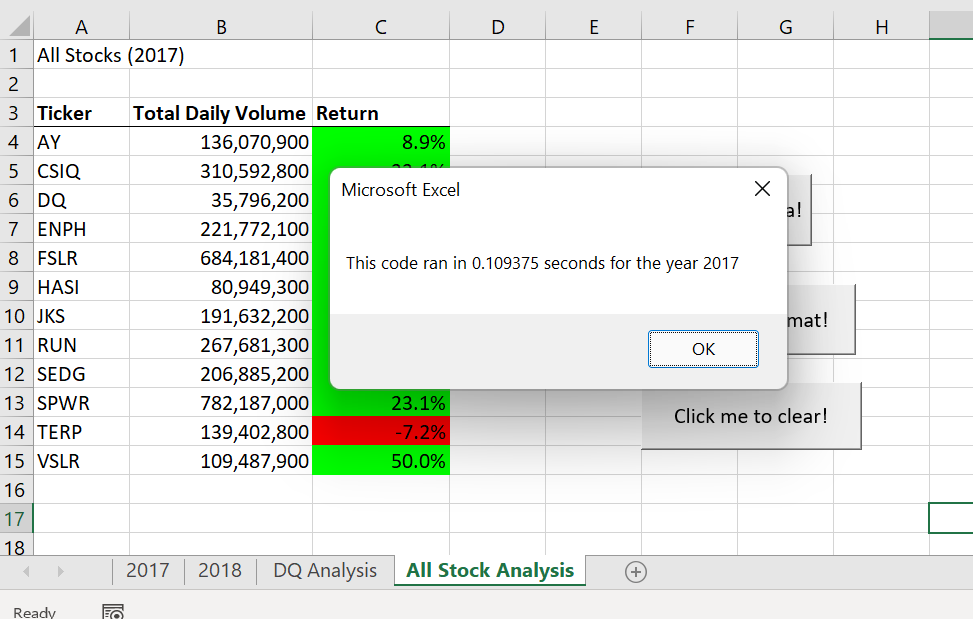 A B C D E F G H
1 All Stocks (2017)
2
3 Ticker Total Daily Volume Return
4 AY 136,070,900 8.9%
5 CSIQ 310,592,800
6 DQ 35,796,200
7 ENPH 221,772,100
8 FSLR 684,181,400
9 HASI 80,949,300
10 JKS 191,632,200
11 RUN 267,681,300
12 SEDG 206,885,200
13 SPWR 782,187,000 23.1%
14 TERP 139,402,800 -7.2%
15 VSLR 109,487,900 50.0%
16
17
18
Microsoft Excel
This code ran in 0.109375 seconds for the year 2017
OK
a!
mat!
Click me to clear!
2017 2018 DQ Analysis All Stock Analysis
Ready